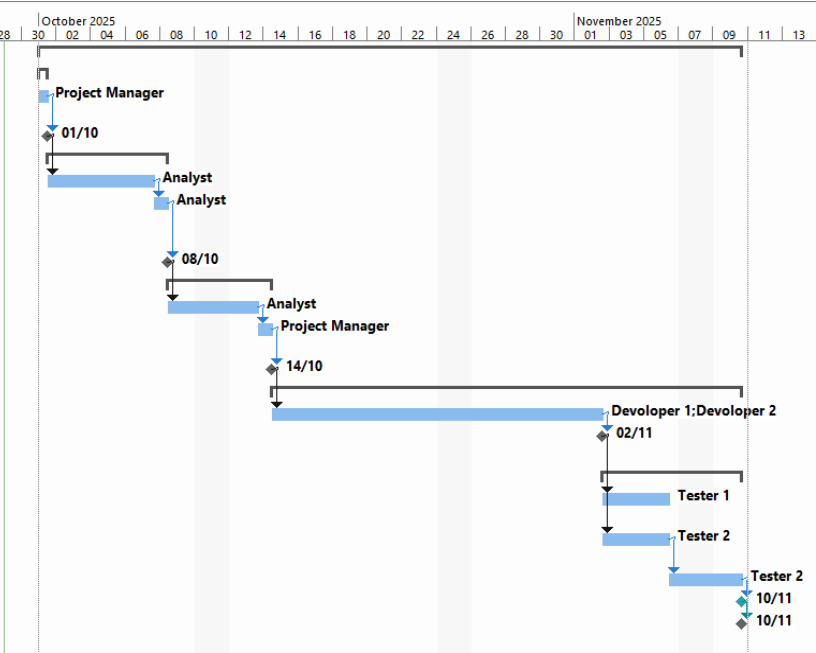 October 2025 November 2025
28 30 02 04 06 08 10 12 14 16 18 20 22 24 26 28 30 01 03 05 07 09 11 13
Project Manager
01/10
Analyst
Analyst
08/10
Analyst
Project Manager
14/10
Devoloper 1;Devoloper 2
02/11
Tester 1
Tester 2
Tester 2
10/11
10/11